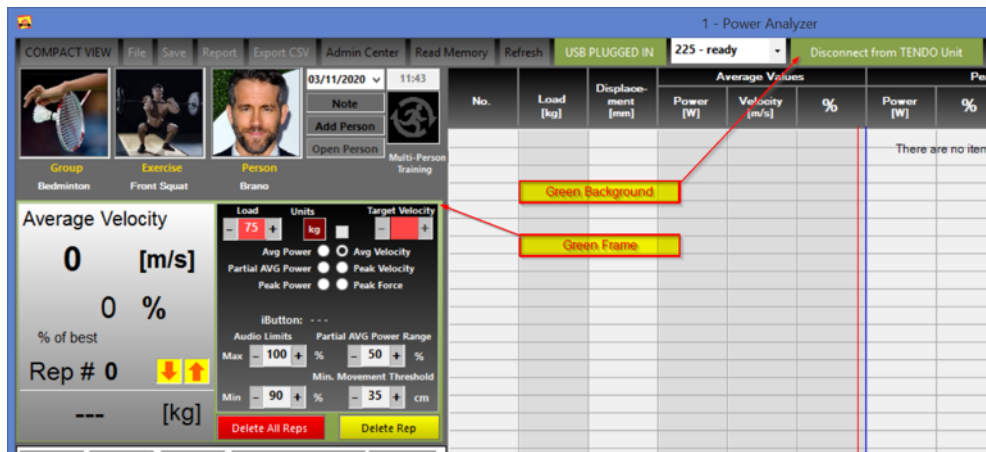 1 - Power Analyzer
COMPACT VIEW File Save Report Export CSV Admin Center Read Memory Refresh USB PLUGGED IN 225 - ready Disconnect from TENDO Unit
03/11/2020 11:43
Note
Add Person
Open Person
Multi-Person
Training
Group Exercise Person
Bedminton Front Squat Brano
No. Load
[kg] Displace-
ment
[mm] Average Values
Power
[W] Velocity
[m/s] % Pe
Power
[W] %
There are no iten
Green Background
Green Frame
Average Velocity
0 [m/s]
0 %
% of best
Rep # 0
--- [kg]
Load Units Target Velocity
- 75 + kg - +
Avg Power Avg Velocity
Partial AVG Power Peak Velocity
Peak Power Peak Force
iButton: - - -
Audio Limits Partial AVG Power Range
Max - 100 + % - 50 + %
Min. Movement Threshold
Min - 90 + % - 35 + cm
Delete All Reps Delete Rep